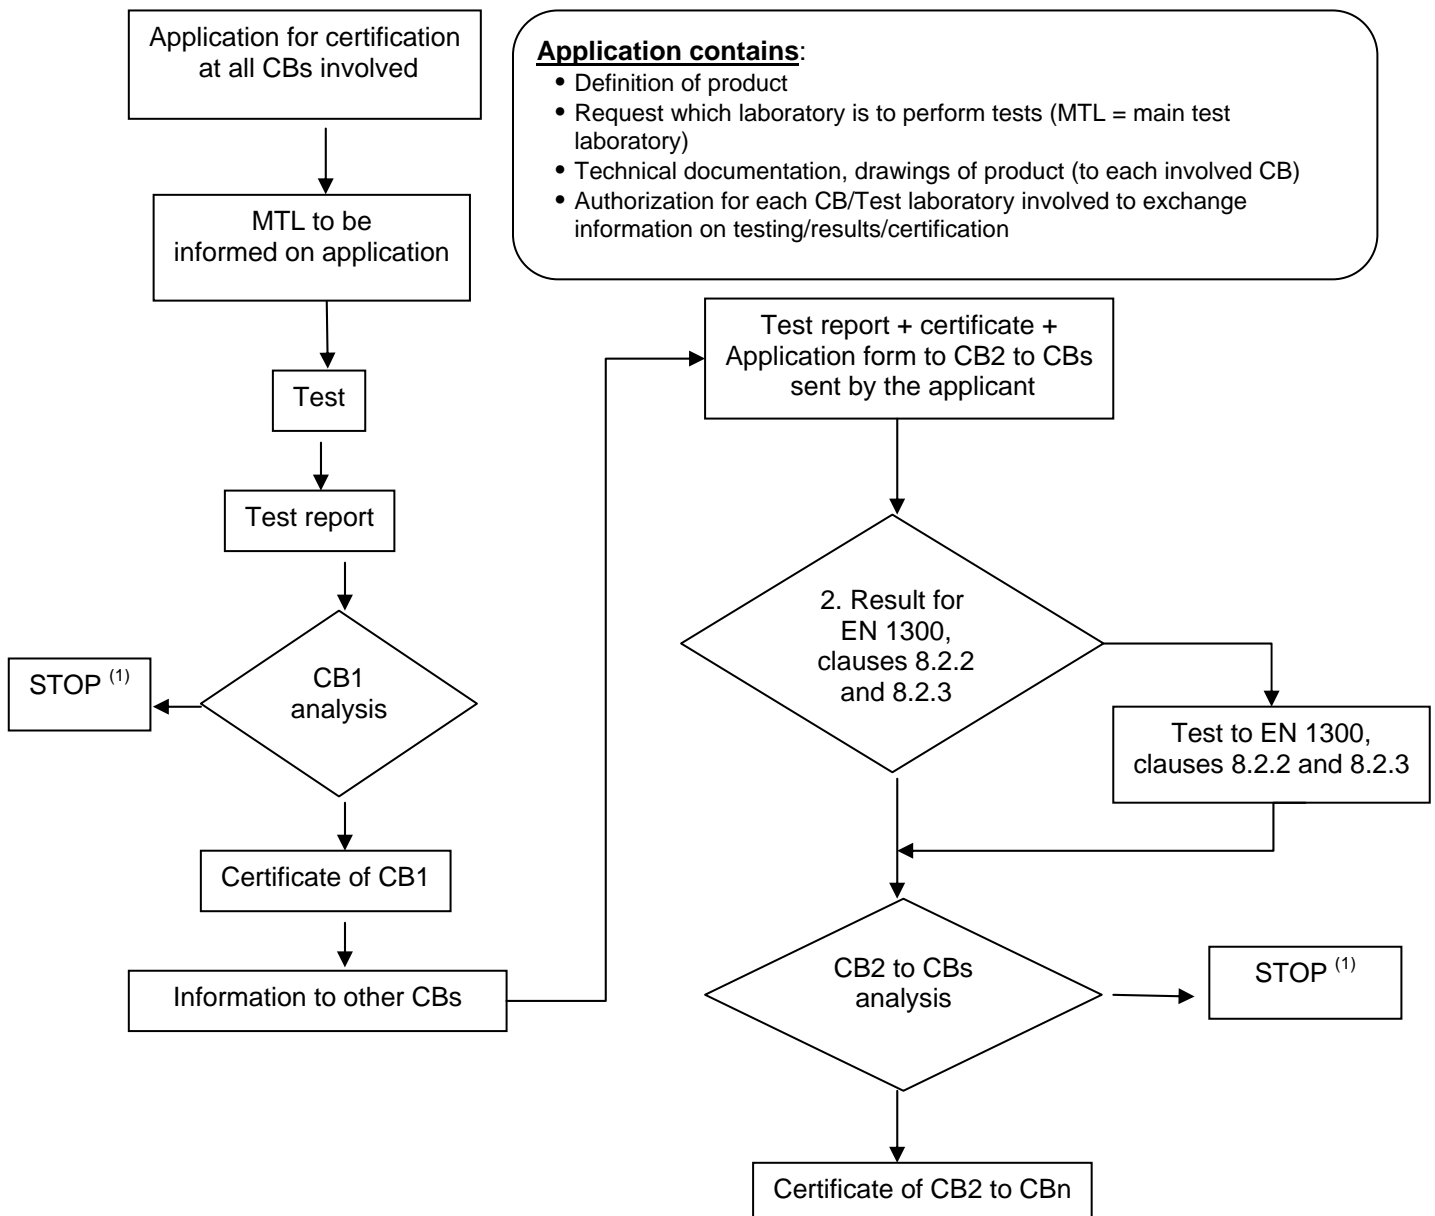 Application for certification
at all CBs involved
Application contains:
• Definition of product
• Request which laboratory is to perform tests (MTL = main test
laboratory)
• Technical documentation, drawings of product (to each involved CB)
• Authorization for each CB/Test laboratory involved to exchange
information on testing/results/certification
MTL to be
informed on application
Test
Test report
CB1
analysis
STOP (1)
Certificate of CB1
Information to other CBs
Test report + certificate +
Application form to CB2 to CBs
sent by the applicant
2. Result for
EN 1300,
clauses 8.2.2
and 8.2.3
Test to EN 1300,
clauses 8.2.2 and 8.2.3
CB2 to CBs
analysis
STOP (1)
Certificate of CB2 to CBn